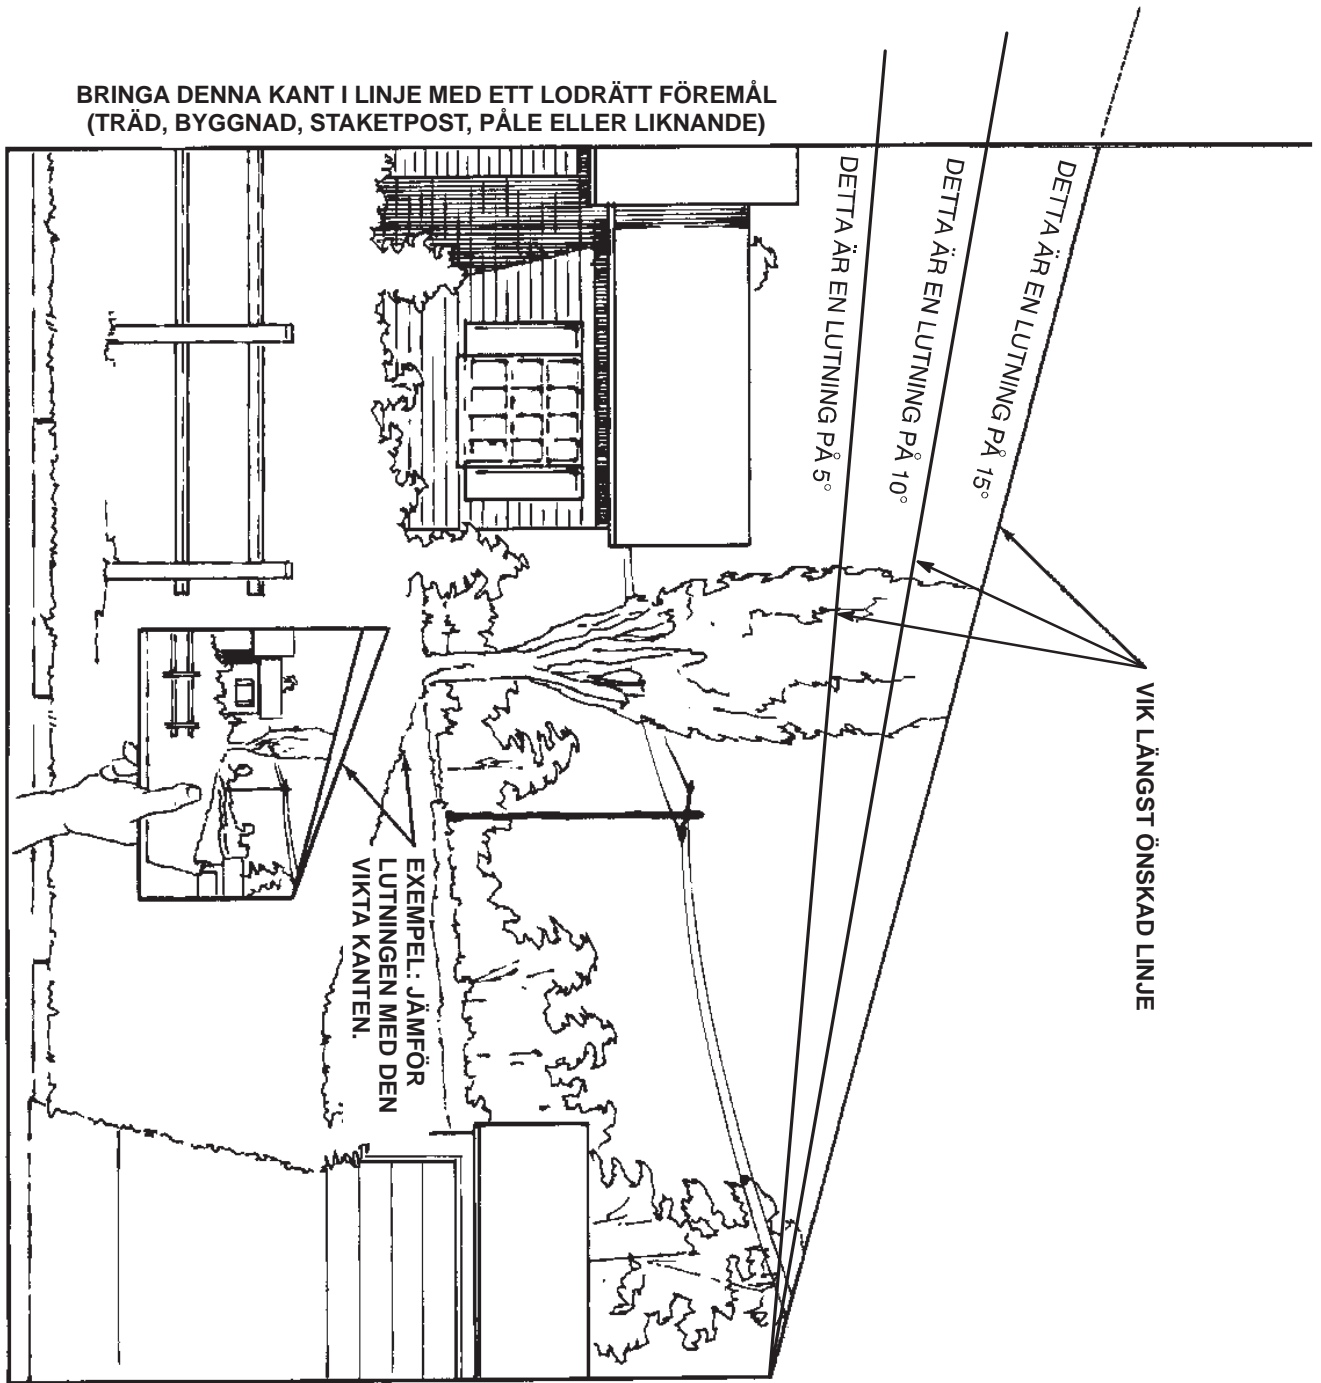 BRINGA DENNA KANT I LINJE MED ETT LODRÄTT FÖREMÅL
(TRÄD, BYGGNAD, STAKETPOST, PÅLE ELLER LIKNANDE)
DETTA ÄR EN LUTNING PÅ 5°
DETTA ÄR EN LUTNING PÅ 10°
DETTA ÄR EN LUTNING PÅ 15°
VIK LÄNGST ÖNSKAD LINJE
EXEMPEL: JÄMFÖR
LUTNINGEN MED DEN
VIKTA KANTEN.